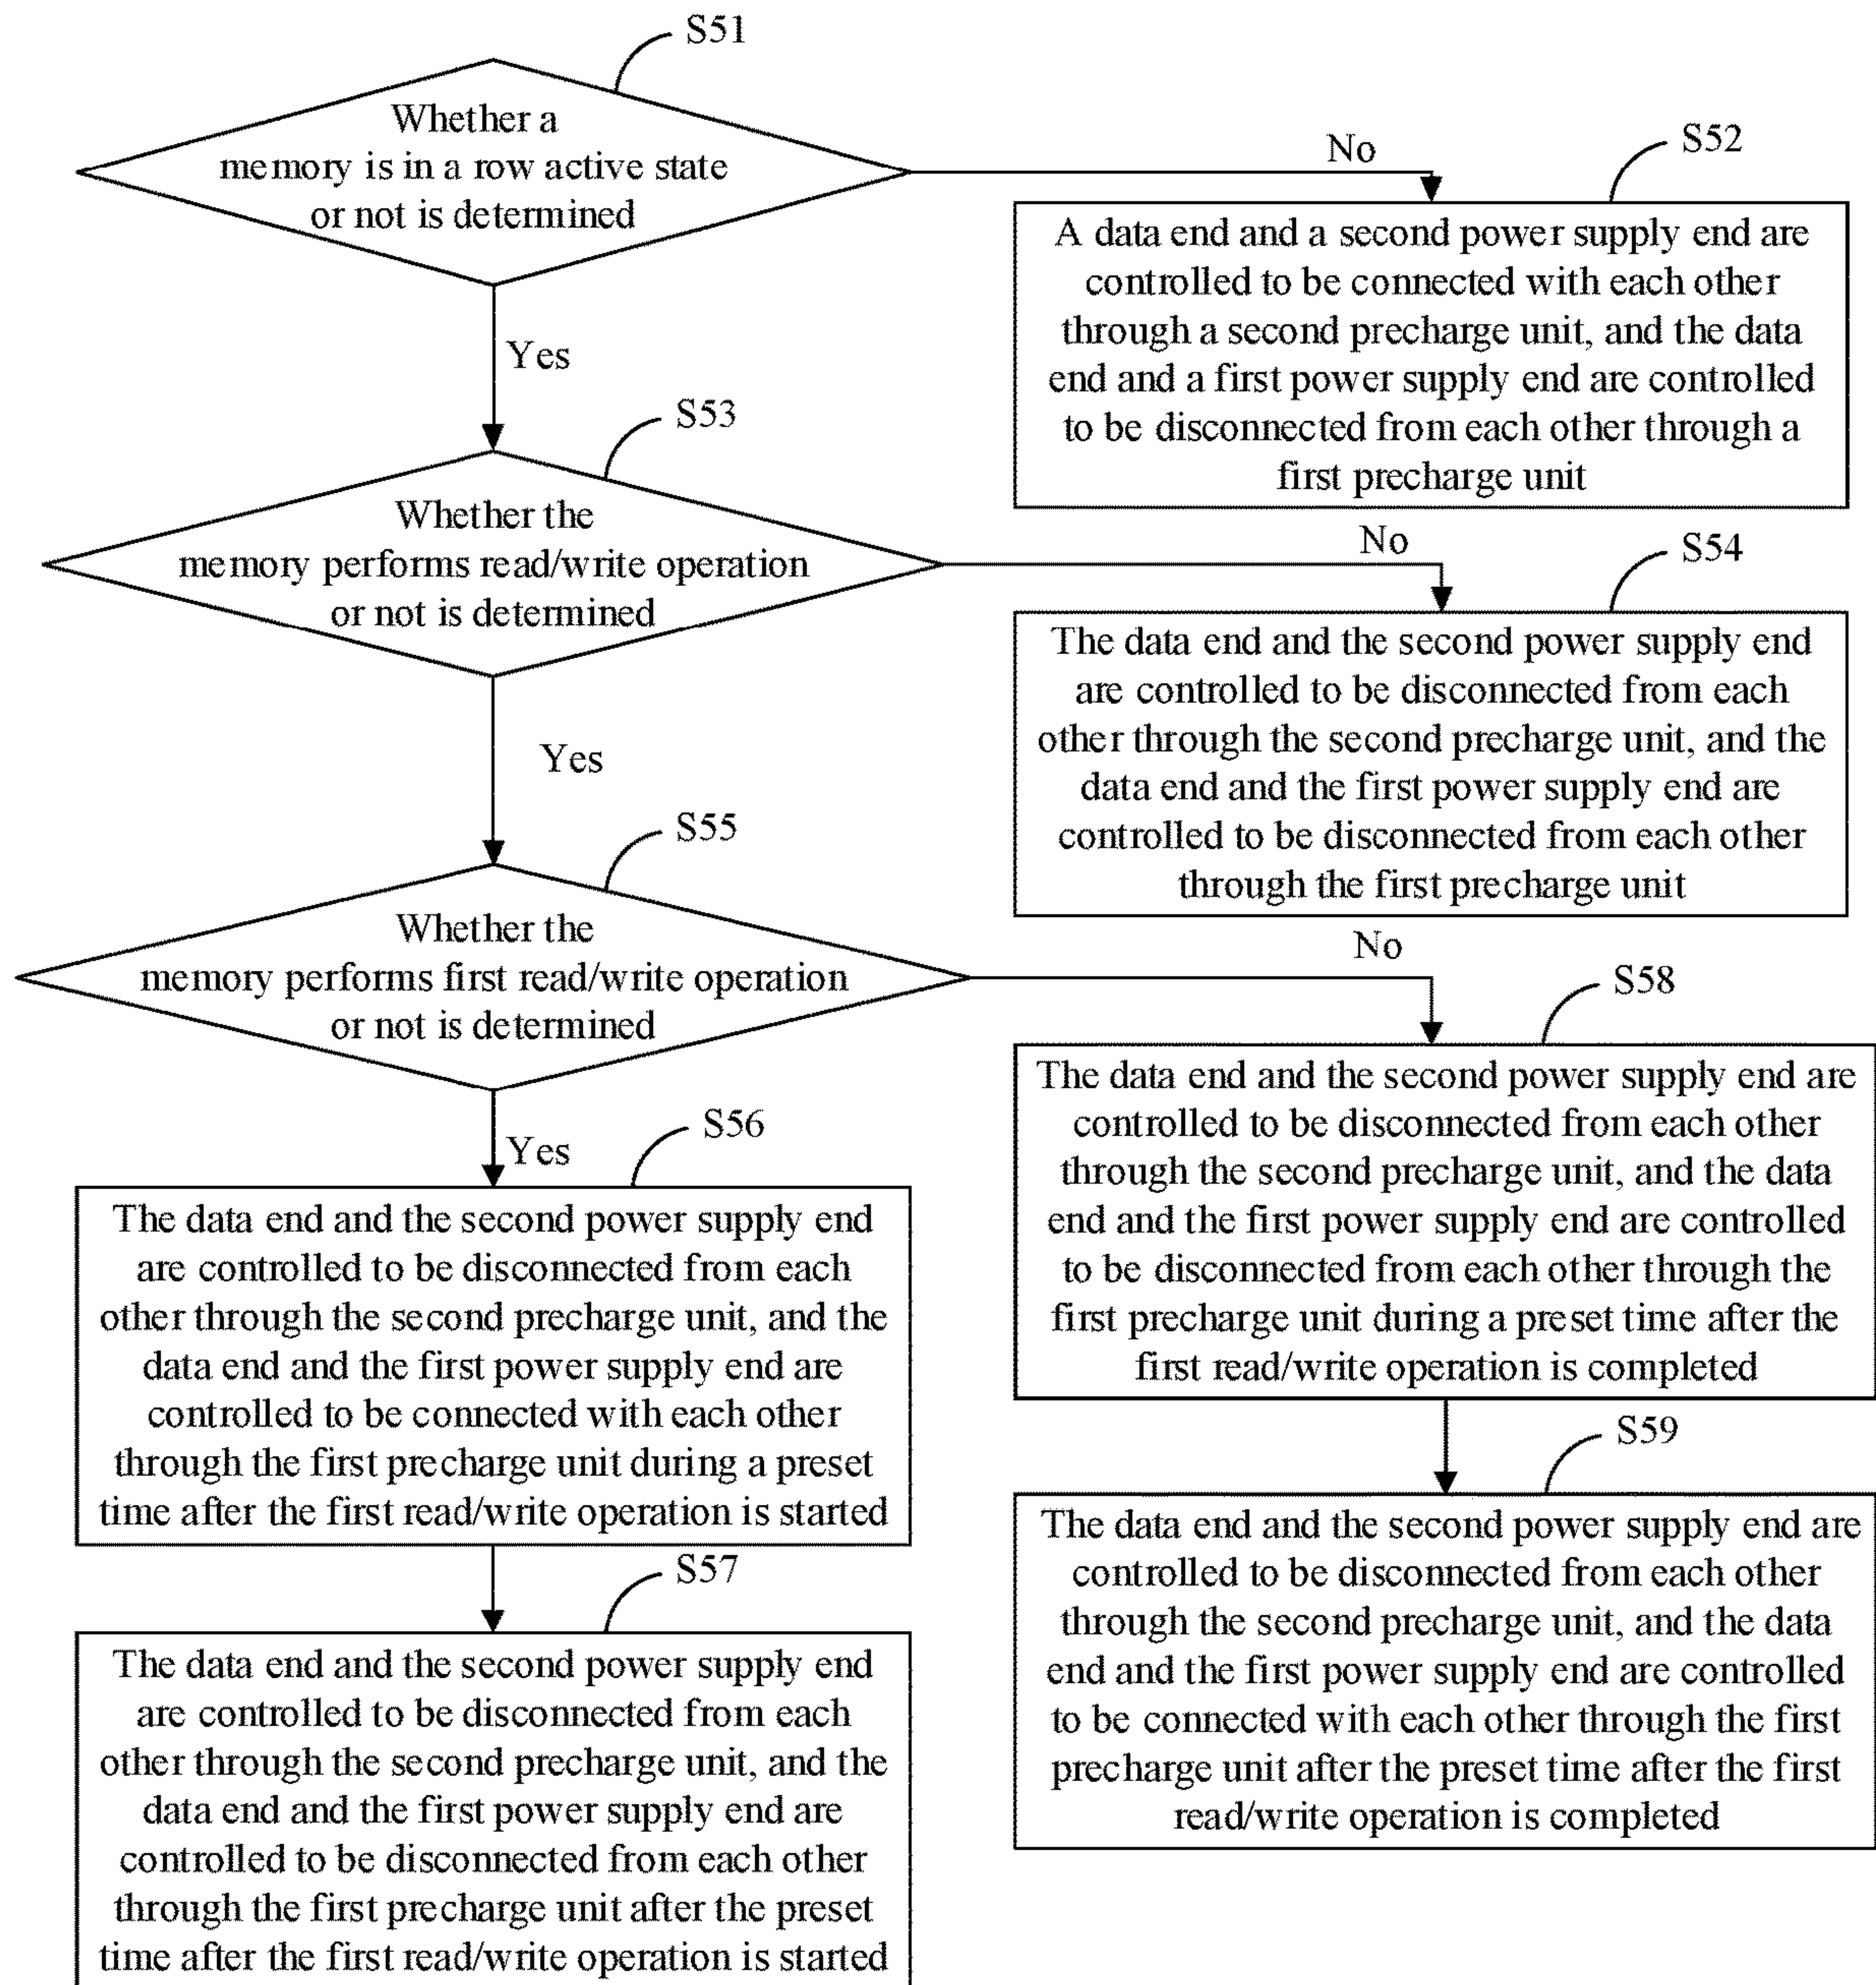 S51
Whether a
memory is in a row active state
or not is determined
No
S52
A data end and a second power supply end are
controlled to be connected with each other
through a second precharge unit, and the data
end and a first power supply end are controlled
to be disconnected from each other through a
first precharge unit
Yes
S53
Whether the
memory performs read/write operation
or not is determined
No
S54
The data end and the second power supply end
are controlled to be disconnected from each
other through the second precharge unit, and the
data end and the first power supply end are
controlled to be disconnected from each other
through the first precharge unit
Yes
S55
Whether the
memory performs first read/write operation
or not is determined
No
S58
The data end and the second power supply end are
controlled to be disconnected from each other
through the second precharge unit, and the data
end and the first power supply end are controlled
to be disconnected from each other through the
first precharge unit during a preset time after the
first read/write operation is completed
Yes
S56
The data end and the second power supply end
are controlled to be disconnected from each
other through the second precharge unit, and the
data end and the first power supply end are
controlled to be connected with each other
through the first precharge unit during a preset
time after the first read/write operation is started
S59
The data end and the second power supply end are
controlled to be disconnected from each other
through the second precharge unit, and the data
end and the first power supply end are controlled
to be connected with each other through the first
precharge unit after the preset time after the first
read/write operation is completed
S57
The data end and the second power supply end
are controlled to be disconnected from each
other through the second precharge unit, and the
data end and the first power supply end are
controlled to be disconnected from each other
through the first precharge unit after the preset
time after the first read/write operation is started